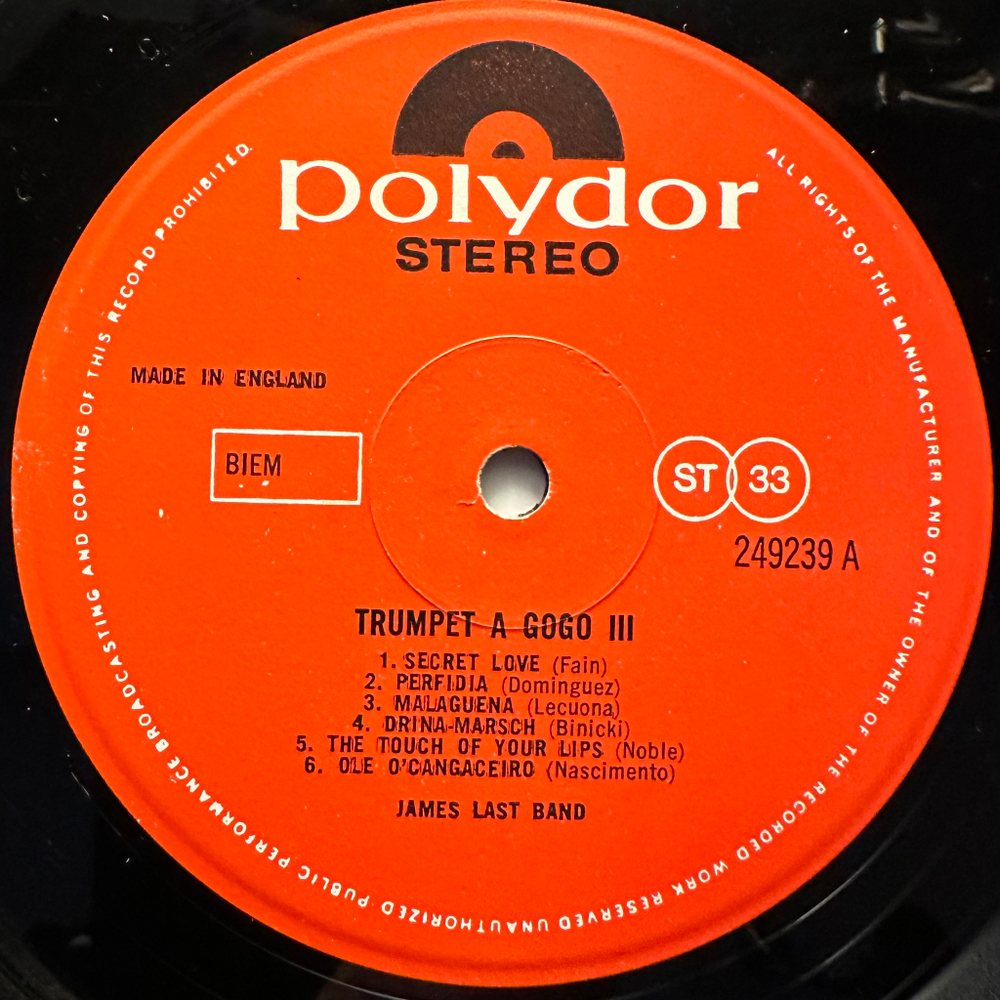 polydor
STEREO
MADE IN ENGLAND
BIEM
ST 33
249239 A
TRUMPET A GOGO III
1. SECRET LOVE (Fain)
2. PERFIDIA (Dominguez)
3. MALAGUENA (Lecuona)
4. DRINA-MARSCH (Binicki)
5. THE TOUCH OF YOUR LIPS (Noble)
6. OLE O'CANGACEIRO (Nascimento)
JAMES LAST BAND
ALL RIGHTS OF THE MANUFACTURER AND OF THE OWNER OF THE RECORDED WORK RESERVED UNAUTHORIZED PUBLIC PERFORMANCE BROADCASTING AND COPYING OF THIS RECORD PROHIBITED.